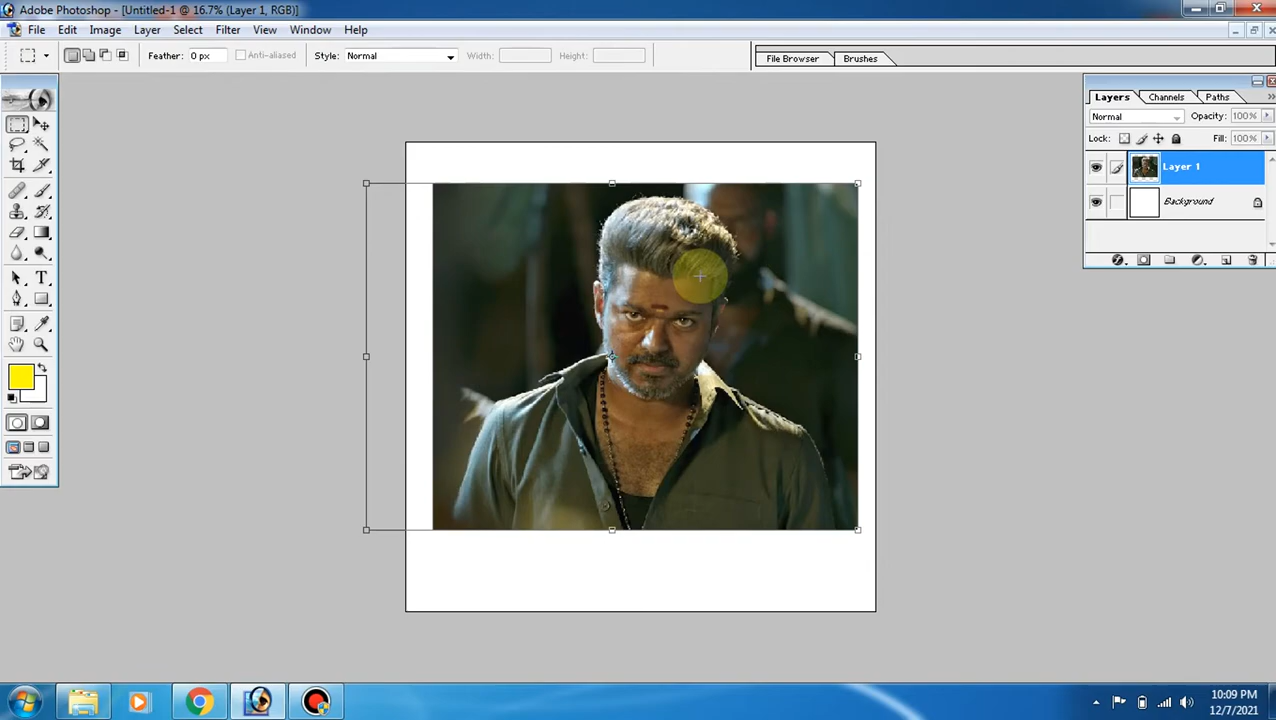 Adobe Photoshop - [Untitled-1 @ 16.7% (Layer 1, RGB)]
File Edit Image Layer Select Filter View Window Help
Feather: 0 px Anti-aliased Style: Normal Width: Height: File Browser Brushes
Layers Channels Paths
Normal Opacity: 100%
Lock: Fill: 100%
Layer 1
Background
T
10:09 PM
12/7/2021